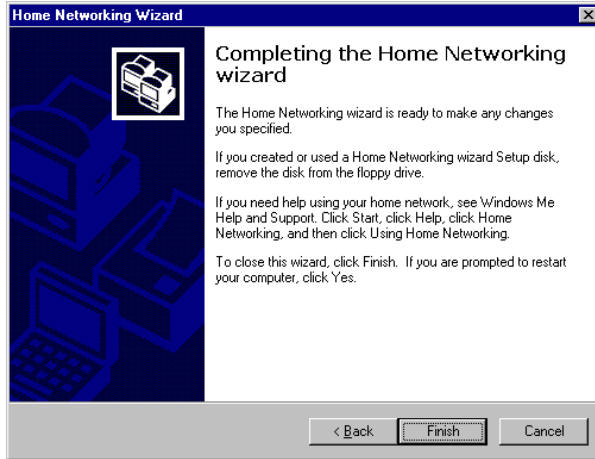 Home Networking Wizard
Completing the Home Networking
wizard
The Home Networking wizard is ready to make any changes
you specified.
If you created or used a Home Networking wizard Setup disk,
remove the disk from the floppy drive.
If you need help using your home network, see Windows Me
Help and Support. Click Start, click Help, click Home
Networking, and then click Using Home Networking.
To close this wizard, click Finish.  If you are prompted to restart
your computer, click Yes.
< Back
Finish
Cancel